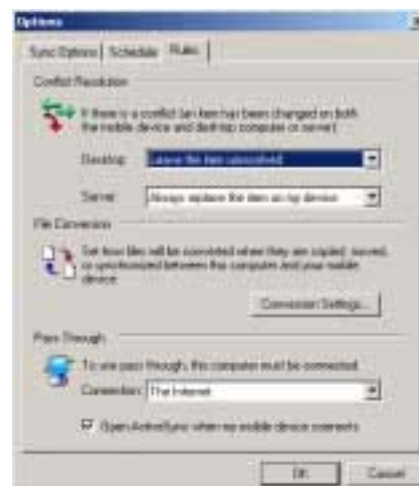 Options
Sync Options Schedule Rules
Conflict Resolution
If there is a conflict (an item has been changed on both
the mobile device and desktop computer or server):
Desktop: Leave the item unresolved
Server: Always replace the item on my device
File Conversion
Set how files will be converted when they are copied, moved,
or synchronized between this computer and your mobile
device.
Conversion Settings...
Pass Through
To use pass through, this computer must be connected.
Connection: The Internet
Open ActiveSync when my mobile device connects
OK Cancel